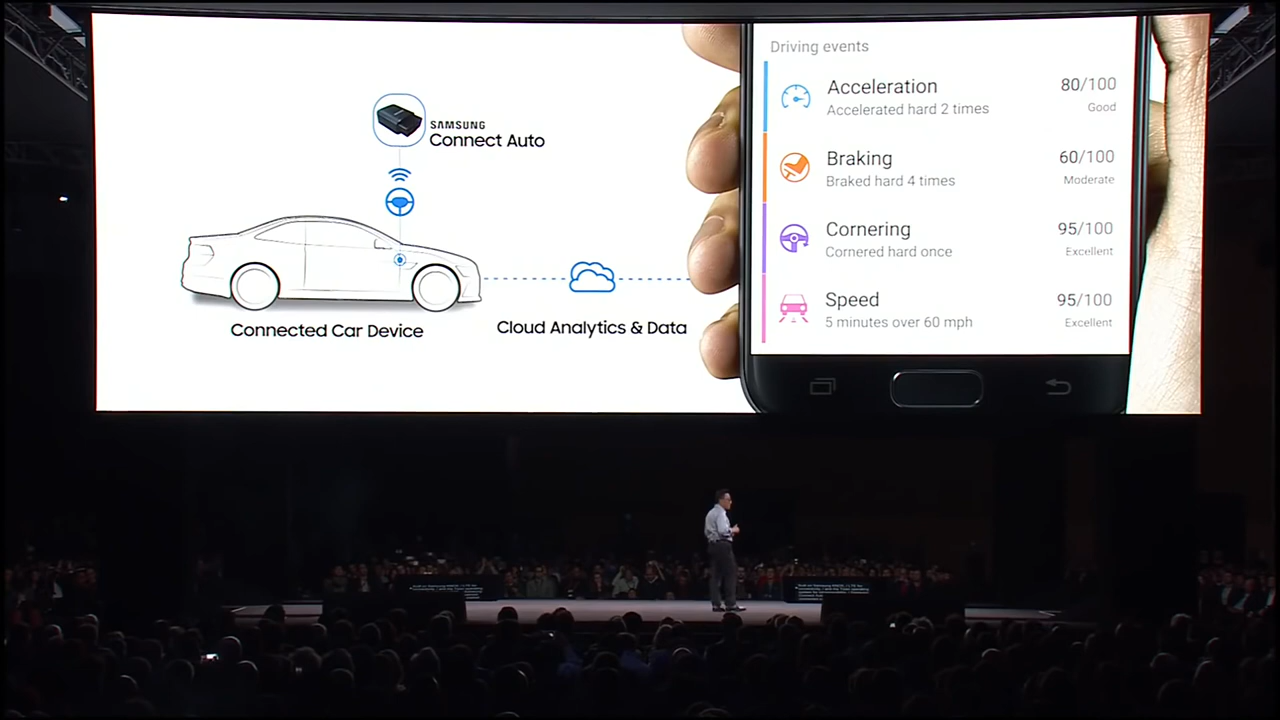 SAMSUNG
Connect Auto
Connected Car Device
Cloud Analytics & Data
Driving events
Acceleration
80/100
Accelerated hard 2 times
Good
Braking
60/100
Braked hard 4 times
Moderate
Cornering
95/100
Cornered hard once
Excellent
Speed
95/100
5 minutes over 60 mph
Excellent